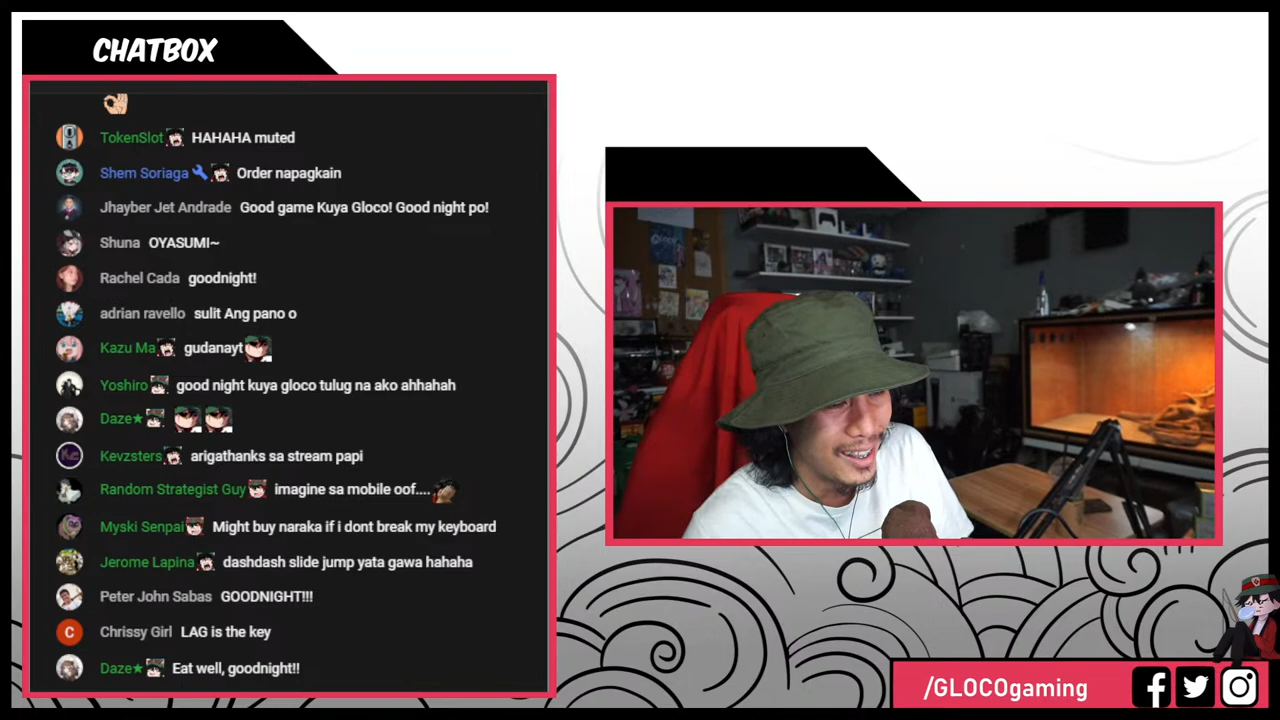 CHATBOX
TokenSlot HAHAHA muted
Shem Soriaga Order napagkain
Jhayber Jet Andrade Good game Kuya Gloco! Good night po!
Shuna OYASUMI~
Rachel Cada goodnight!
adrian ravello sulit Ang pano o
Kazu Ma gudanayt
Yoshiro good night kuya gloco tulug na ako ahhahah
Daze★
Kevzsters arigathanks sa stream papi
Random Strategist Guy imagine sa mobile oof....
Myski Senpai Might buy naraka if i dont break my keyboard
Jerome Lapina dashdash slide jump yata gawa hahaha
Peter John Sabas GOODNIGHT!!!
C
Chrissy Girl LAG is the key
Daze★ Eat well, goodnight!!
/GLOCOgaming